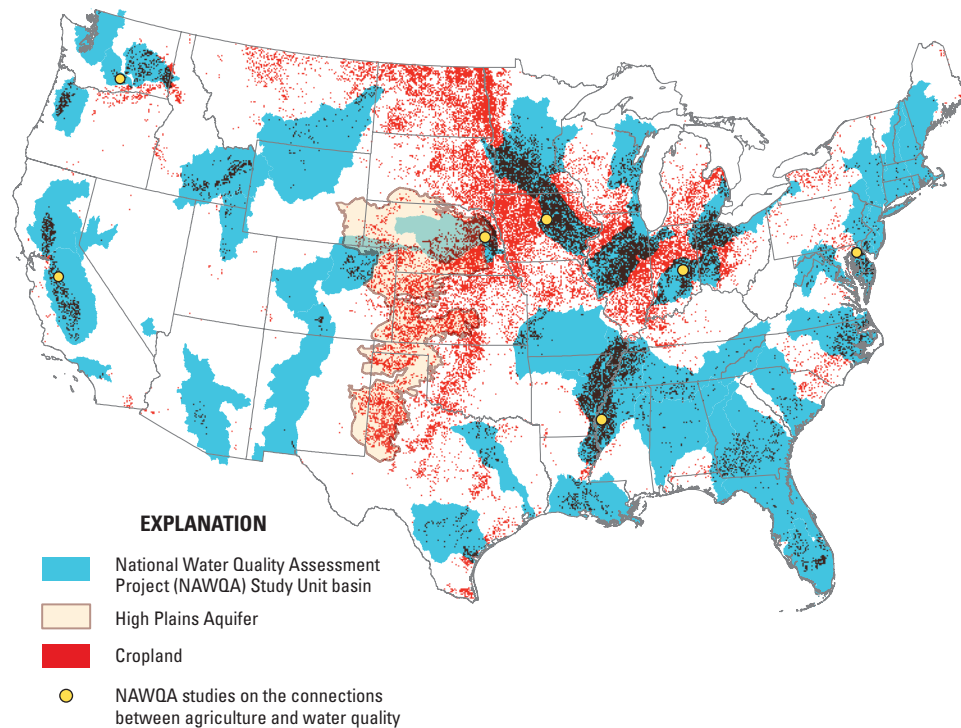 EXPLANATION
National Water Quality Assessment
Project (NAWQA) Study Unit basin
High Plains Aquifer
Cropland
NAWQA studies on the connections
between agriculture and water quality